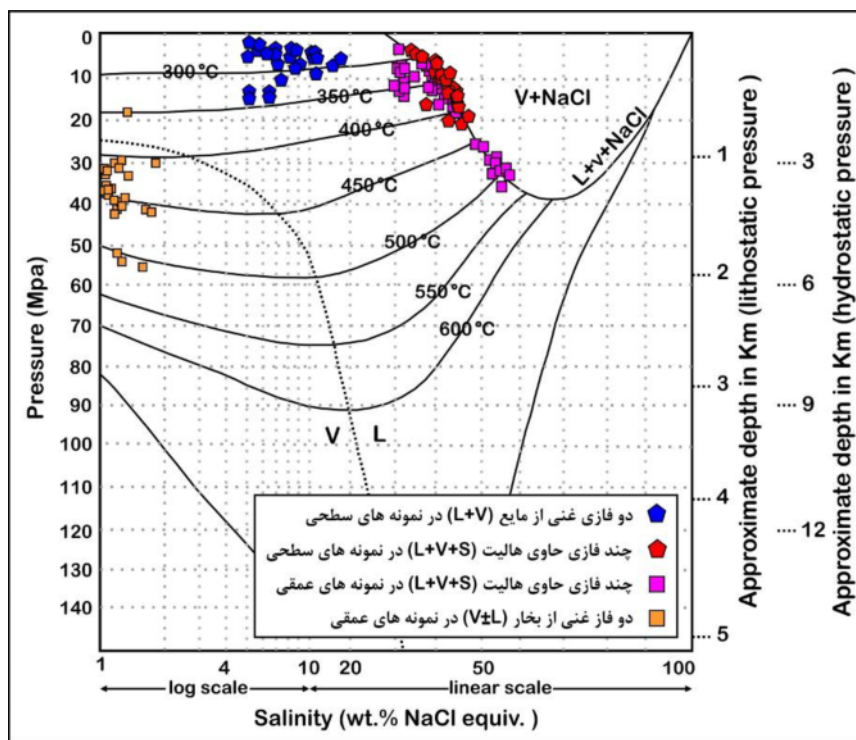 0
10
20
30
40
50
60
70
80
90
100
110
120
130
140
Pressure (Mpa)
300°C
350°C
400°C
450°C
500°C
550°C
600°C
V+NaCl
L+v+NaCl
V L
دو فازی غنی از مایع (L+V) در نمونه های سطحی
چند فازی حاوی هالیت (L+V+S) در نمونه های سطحی
چند فازی حاوی هالیت (L+V+S) در نمونه های عمقی
دو فاز غنی از بخار (V±L) در نمونه های عمقی
1 4 10 20 50 100
log scale linear scale
Salinity (wt.% NaCl equiv. )
1
2
3
4
5
Approximate depth in Km (lithostatic pressure)
3
6
9
12
Approximate depth in Km (hydrostatic pressure )